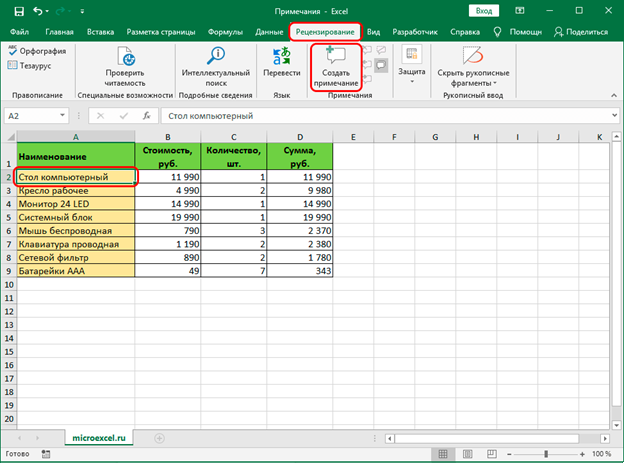 Примечания - Excel
Вход
Файл Главная Вставка Разметка страницы Формулы Данные Рецензирование Вид Разработчик Справка Помощн Поделиться
ABC Орфография
Тезаурус
Правописание
Проверить
читаемость
Специальные возможности
Интеллектуальный
поиск
Подробные сведения
Перевести
Язык
Создать
примечание
Примечания
Защита
Скрыть рукописные
фрагменты
Рукописный ввод
A2 fx Стол компьютерный
A B C D E F G H I J K
1 Наименование Стоимость, руб. Количество, шт. Сумма, руб.
2 Стол компьютерный 11 990 1 11 990
3 Кресло рабочее 4 990 2 9 980
4 Монитор 24 LED 14 990 1 14 990
5 Системный блок 19 990 1 19 990
6 Мышь беспроводная 790 3 2 370
7 Клавиатура проводная 1 190 2 2 380
8 Сетевой фильтр 890 2 1 780
9 Батарейки ААА 49 7 343
10
11
12
13
14
15
16
17
18
19
20
microexcel.ru
Готово 100 %